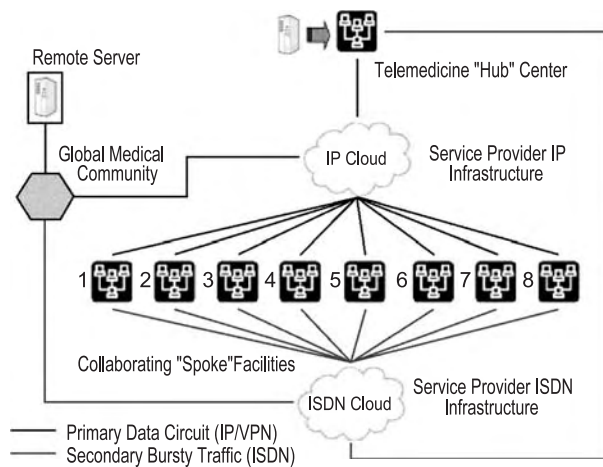 Remote Server
Telemedicine "Hub" Center
Global Medical
Community
IP Cloud
Service Provider IP
Infrastructure
1 2 3 4 5 6 7 8
Collaborating "Spoke"Facilities
ISDN Cloud
Service Provider ISDN
Infrastructure
Primary Data Circuit (IP/VPN)
Secondary Bursty Traffic (ISDN)